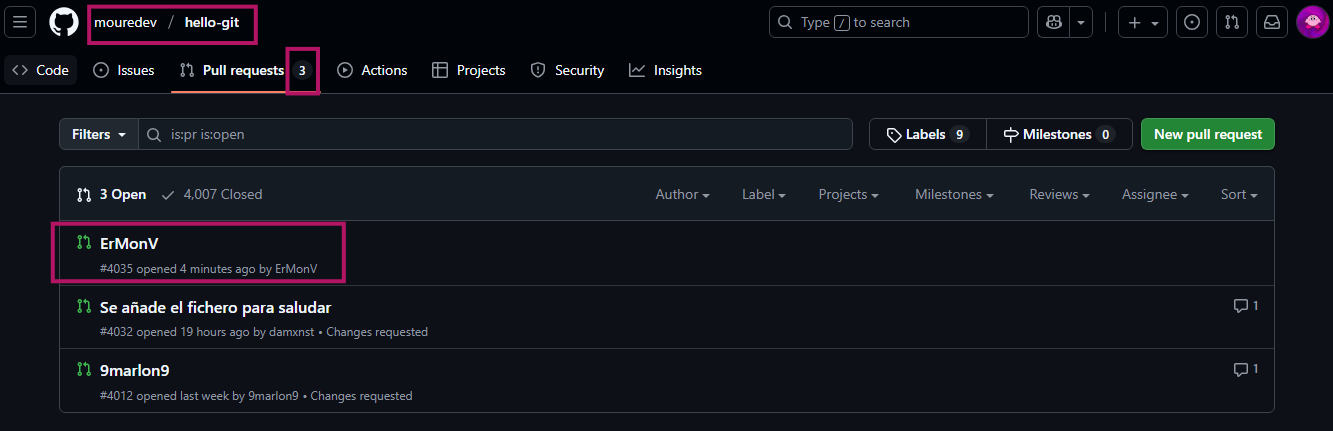 mouredev / hello-git
Type / to search
Code
Issues
Pull requests 3
Actions
Projects
Security
Insights
Filters
is:pr is:open
Labels 9
Milestones 0
New pull request
3 Open
4,007 Closed
Author
Label
Projects
Milestones
Reviews
Assignee
Sort
ErMonV
#4035 opened 4 minutes ago by ErMonV
Se añade el fichero para saludar
1
#4032 opened 19 hours ago by damxnst • Changes requested
9marlon9
1
#4012 opened last week by 9marlon9 • Changes requested